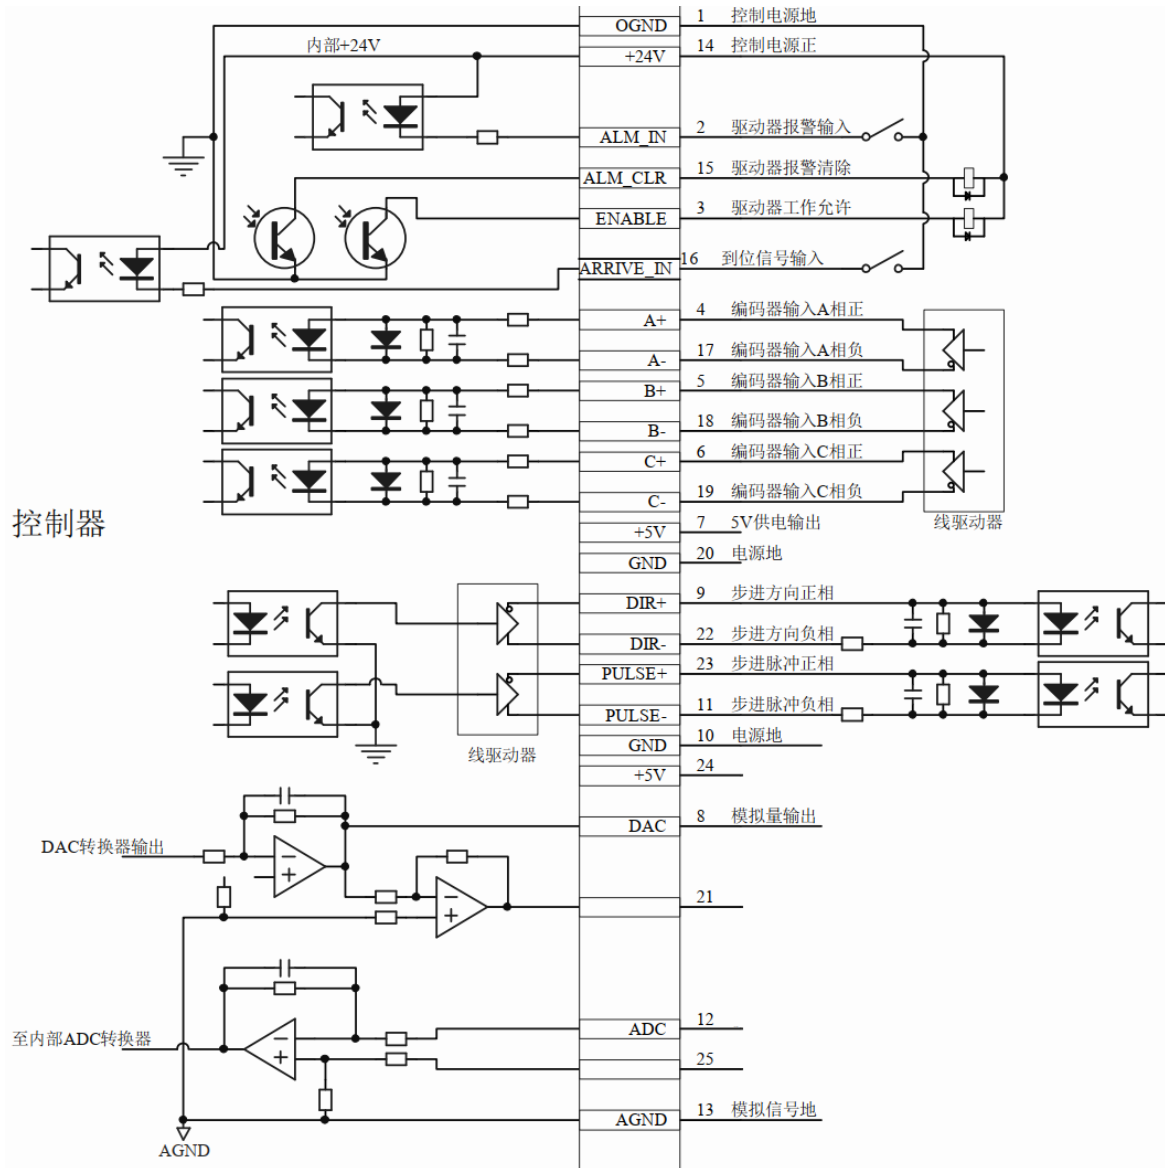 OGND 1 控制电源地
内部+24V +24V 14 控制电源正
ALM_IN 2 驱动器报警输入
ALM_CLR 15 驱动器报警清除
ENABLE 3 驱动器工作允许
ARRIVE_IN 16 到位信号输入
A+ 4 编码器输入A相正
A- 17 编码器输入A相负
B+ 5 编码器输入B相正
B- 18 编码器输入B相负
C+ 6 编码器输入C相正
C- 19 编码器输入C相负
线驱动器
控制器
+5V 7 5V供电输出
GND 20 电源地
DIR+ 9 步进方向正相
DIR- 22 步进方向负相
PULSE+ 23 步进脉冲正相
PULSE- 11 步进脉冲负相
线驱动器
GND 10 电源地
+5V 24
DAC 8 模拟量输出
DAC转换器输出
21
ADC 12
至内部ADC转换器
25
AGND 13 模拟信号地
AGND